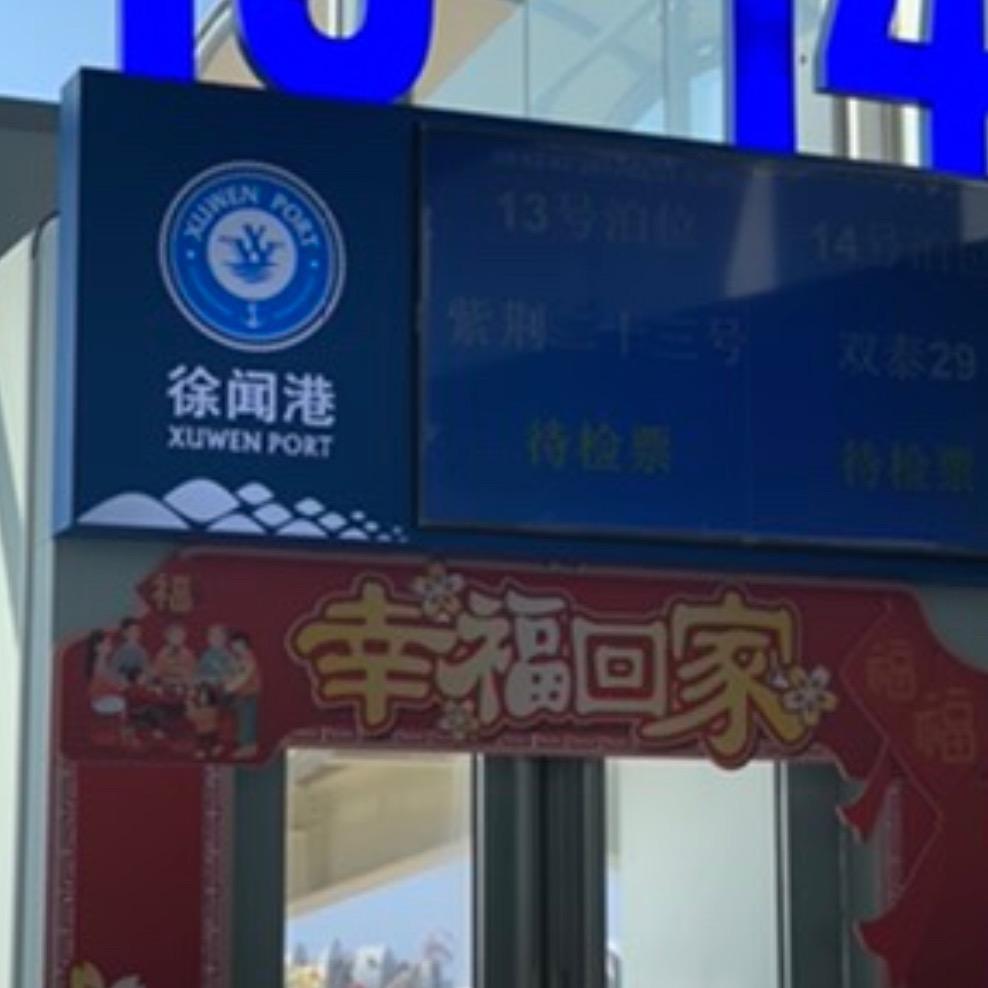 13 14
XUWEN PORT
徐闻港
XUWEN PORT
13号泊位
紫荆二十三号
待检票
14号泊位
双泰29
待检票
福
幸福回家
福
福